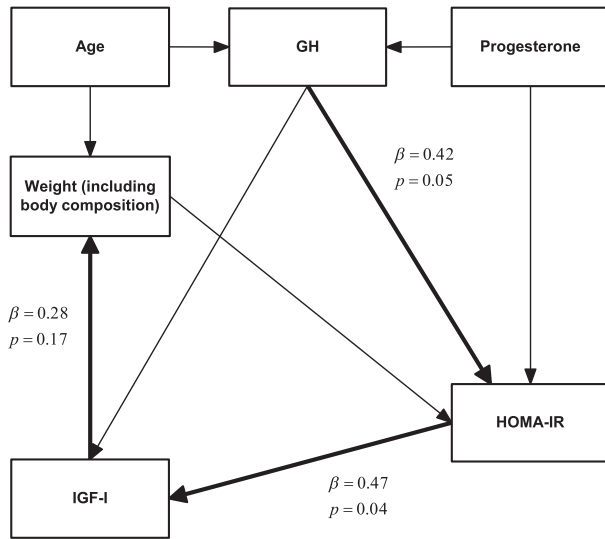 Age
GH
Progesterone
β = 0.42
p = 0.05
Weight (including
body composition)
β = 0.28
p = 0.17
HOMA-IR
IGF-I
β = 0.47
p = 0.04